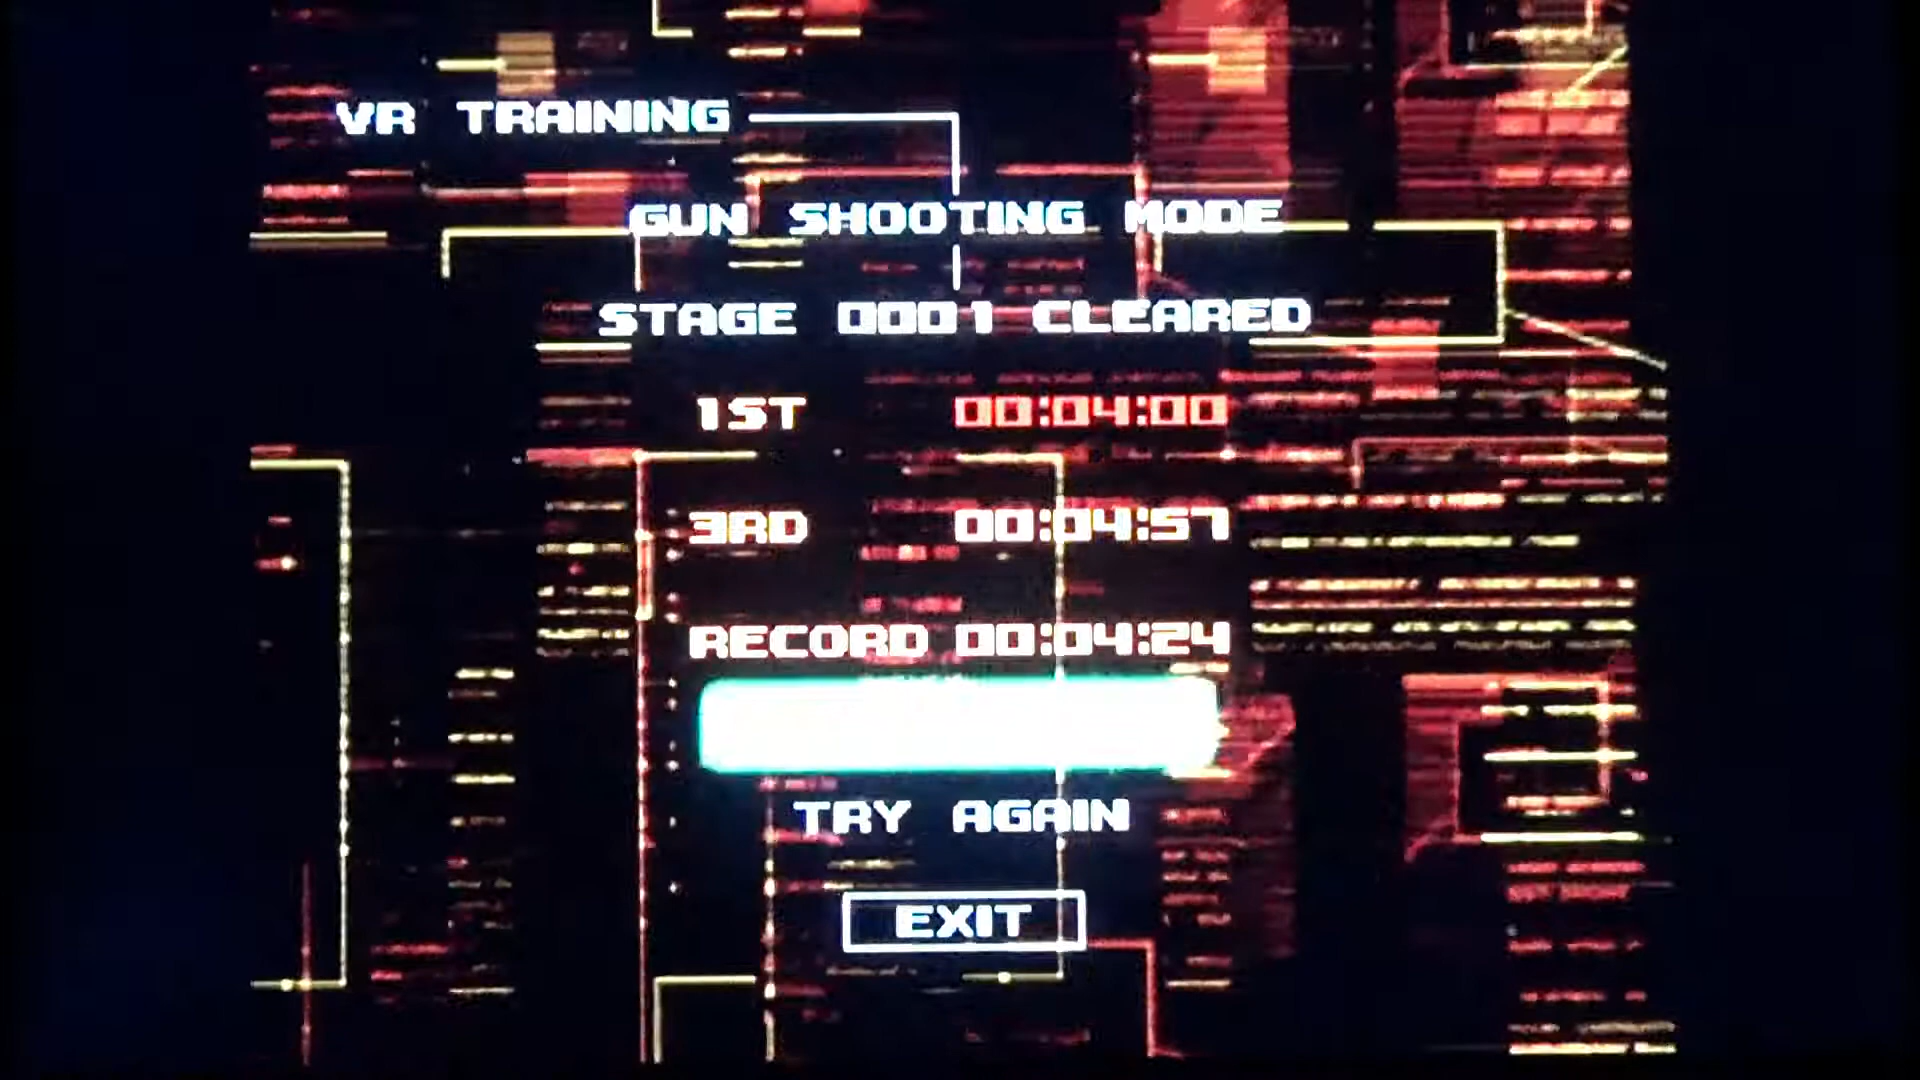 VR TRAINING
GUN SHOOTING MODE
STAGE 0001 CLEARED
1ST 00:04:00
3RD 00:04:57
RECORD 00:04:24
TRY AGAIN
EXIT